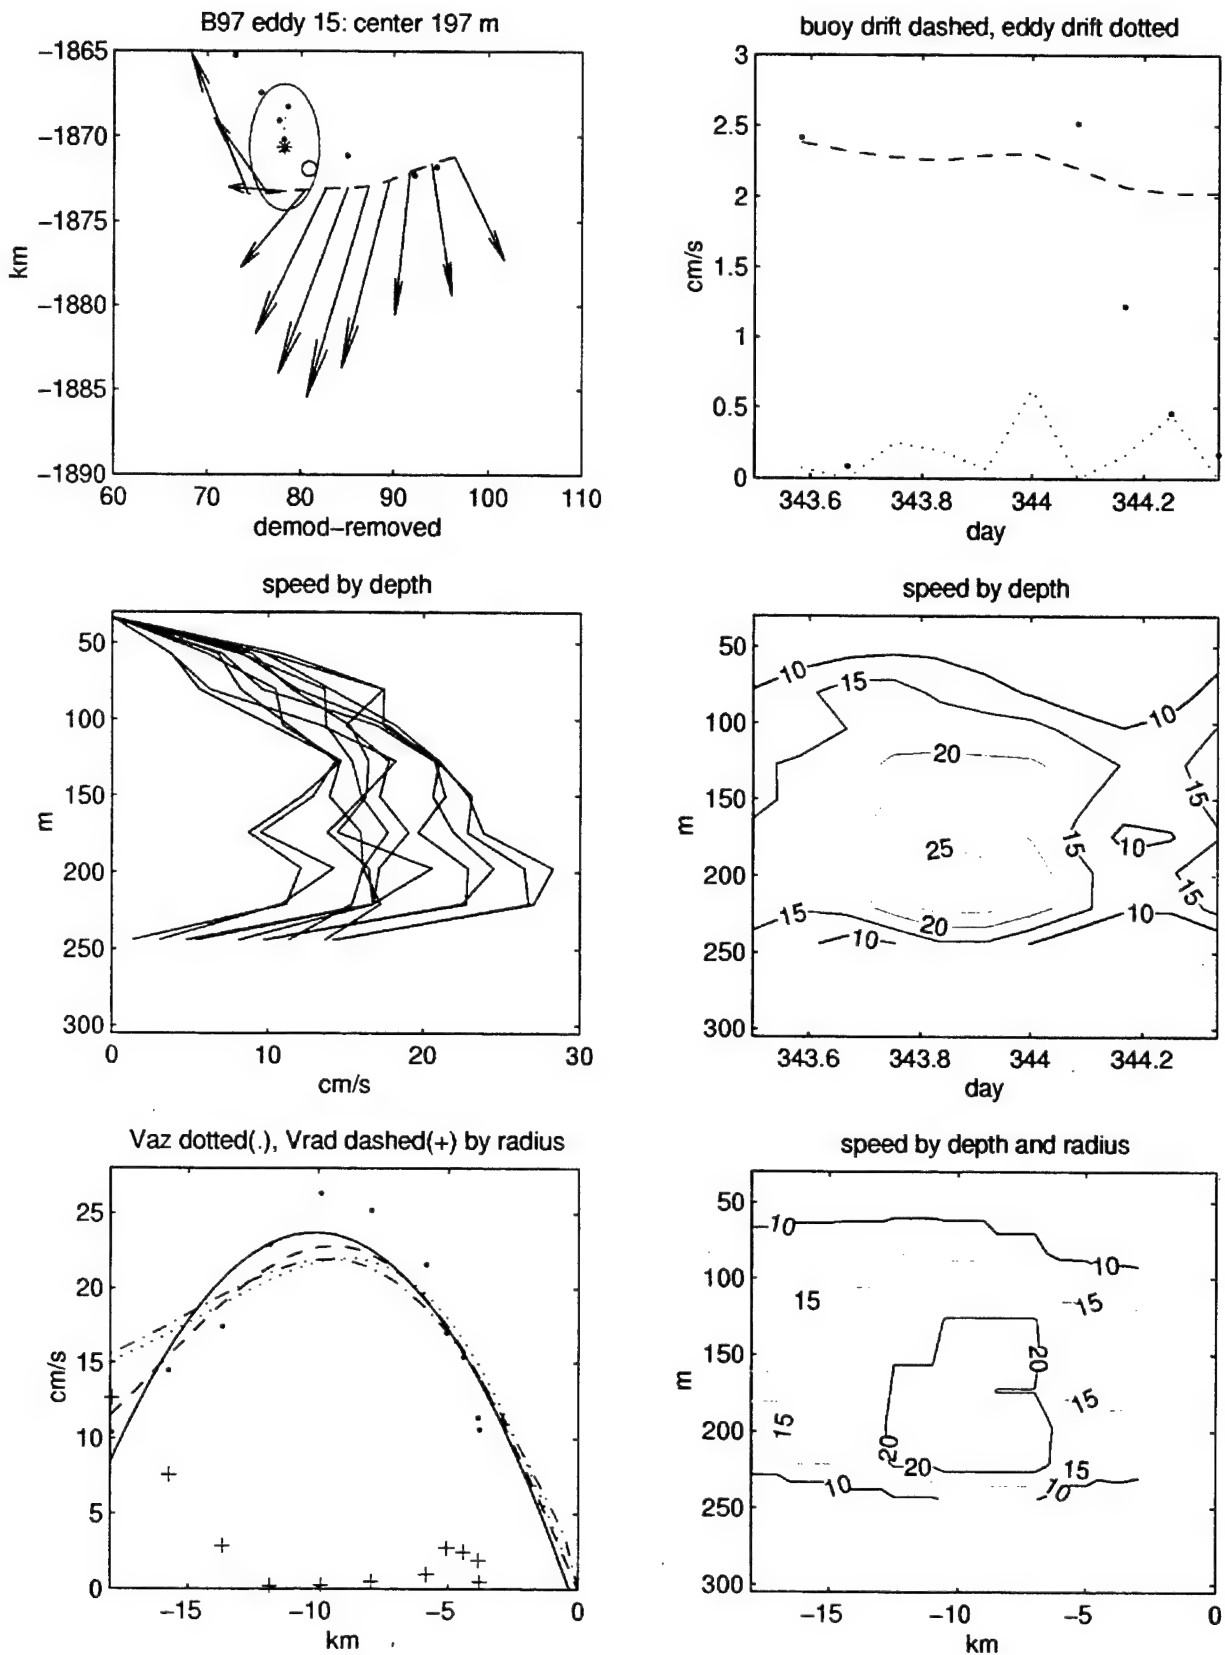 B97 eddy 15: center 197 m
−1865
−1870
−1875
−1880
−1885
−1890
km
60 70 80 90 100 110
demod−removed
buoy drift dashed, eddy drift dotted
3
2.5
2
1.5
1
0.5
0
cm/s
343.6 343.8 344 344.2
day
speed by depth
50
100
150
200
250
300
m
0 10 20 30
cm/s
speed by depth
50
100
150
200
250
300
m
10
15
10
20
15
25
15
10
15
15
20
10
10
343.6 343.8 344 344.2
day
Vaz dotted(.), Vrad dashed(+) by radius
25
20
15
10
5
0
cm/s
−15 −10 −5 0
km
speed by depth and radius
50
100
150
200
250
300
m
10
10
15
15
20
15
15
20
20
15
10
10
−15 −10 −5 0
km